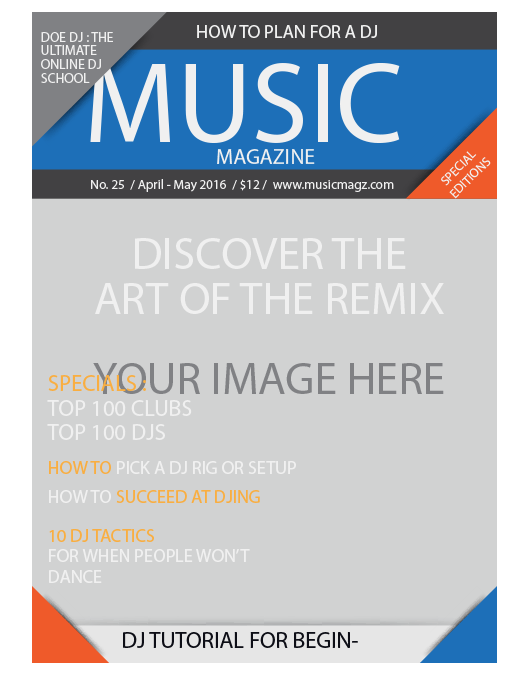 DOE DJ : THE
ULTIMATE
ONLINE DJ
SCHOOL
HOW TO PLAN FOR A DJ
MUSIC
MAGAZINE
No. 25 / April - May 2016 / $12 / www.musicmagz.com
SPECIAL
EDITIONS
DISCOVER THE
ART OF THE REMIX
YOUR IMAGE HERE
SPECIALS :
TOP 100 CLUBS
TOP 100 DJS
HOW TO PICK A DJ RIG OR SETUP
HOW TO SUCCEED AT DJING
10 DJ TACTICS
FOR WHEN PEOPLE WON'T
DANCE
DJ TUTORIAL FOR BEGIN-